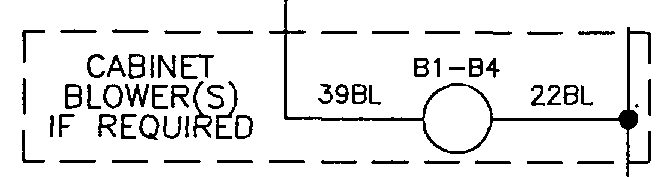 CABINET
BLOWER(S)
IF REQUIRED
39BL
B1-B4
22BL